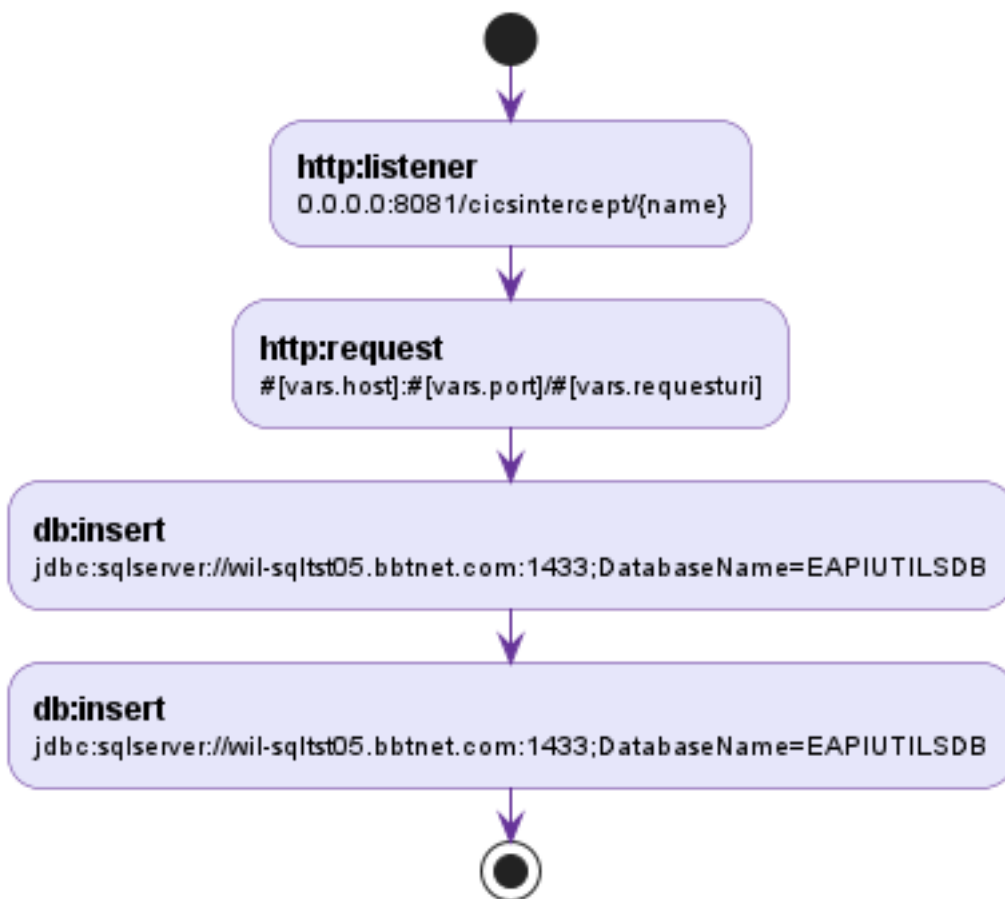 http:listener
0.0.0.0:8081/cicsintercept/{name}
http:request
#[vars.host]:#[vars.port]/#[vars.requesturi]
db:insert
jdbc:sqlserver://wil-sqltst05.bbtnet.com:1433;DatabaseName=EAPIUTILSDB
db:insert
jdbc:sqlserver://wil-sqltst05.bbtnet.com:1433;DatabaseName=EAPIUTILSDB